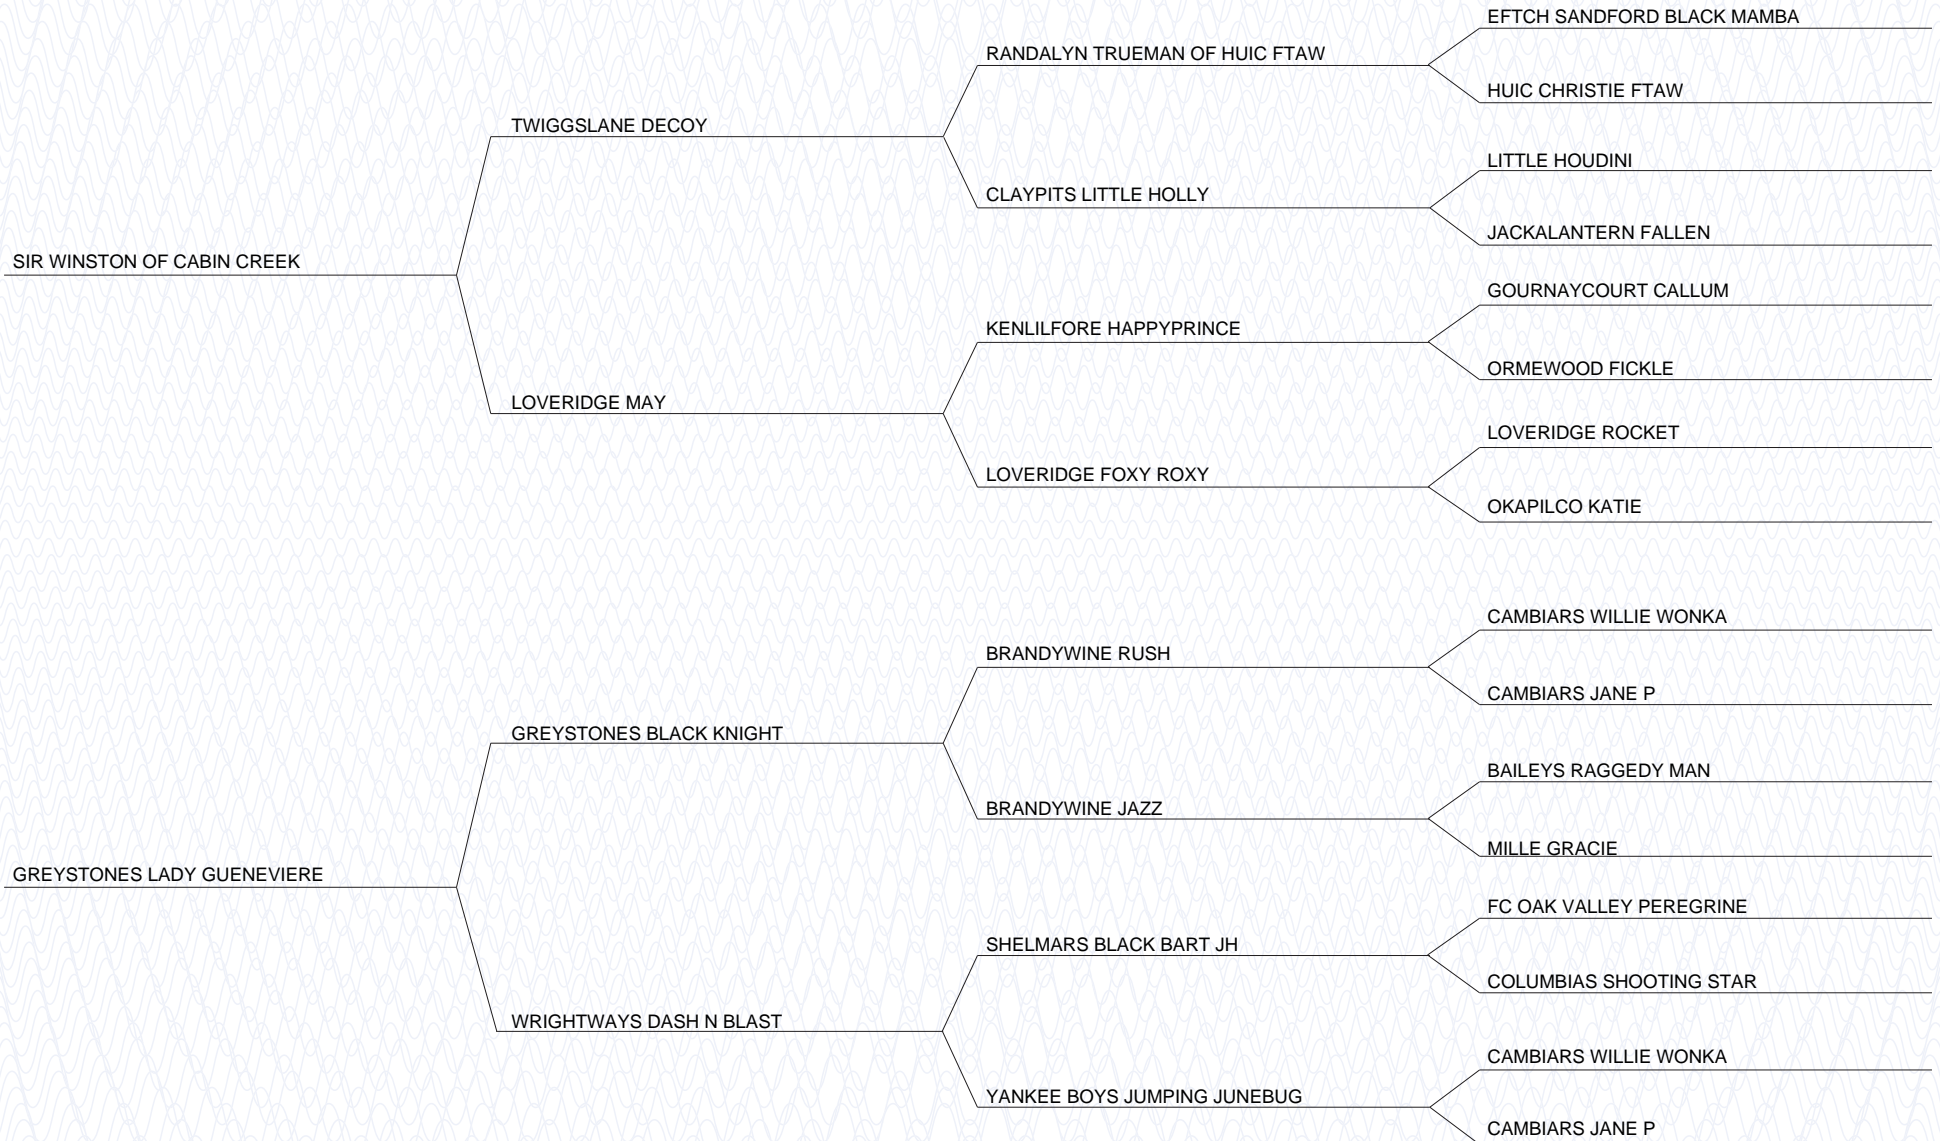 EFTCH SANDFORD BLACK MAMBA
RANDALYN TRUEMAN OF HUIC FTAW
HUIC CHRISTIE FTAW
TWIGGSLANE DECOY
LITTLE HOUDINI
CLAYPITS LITTLE HOLLY
JACKALANTERN FALLEN
SIR WINSTON OF CABIN CREEK
GOURNAYCOURT CALLUM
KENLILFORE HAPPYPRINCE
ORMEWOOD FICKLE
LOVERIDGE MAY
LOVERIDGE ROCKET
LOVERIDGE FOXY ROXY
OKAPILCO KATIE
CAMBIARS WILLIE WONKA
BRANDYWINE RUSH
CAMBIARS JANE P
GREYSTONES BLACK KNIGHT
BAILEYS RAGGEDY MAN
BRANDYWINE JAZZ
MILLE GRACIE
GREYSTONES LADY GUENEVIERE
FC OAK VALLEY PEREGRINE
SHELMARS BLACK BART JH
COLUMBIAS SHOOTING STAR
WRIGHTWAYS DASH N BLAST
CAMBIARS WILLIE WONKA
YANKEE BOYS JUMPING JUNEBUG
CAMBIARS JANE P